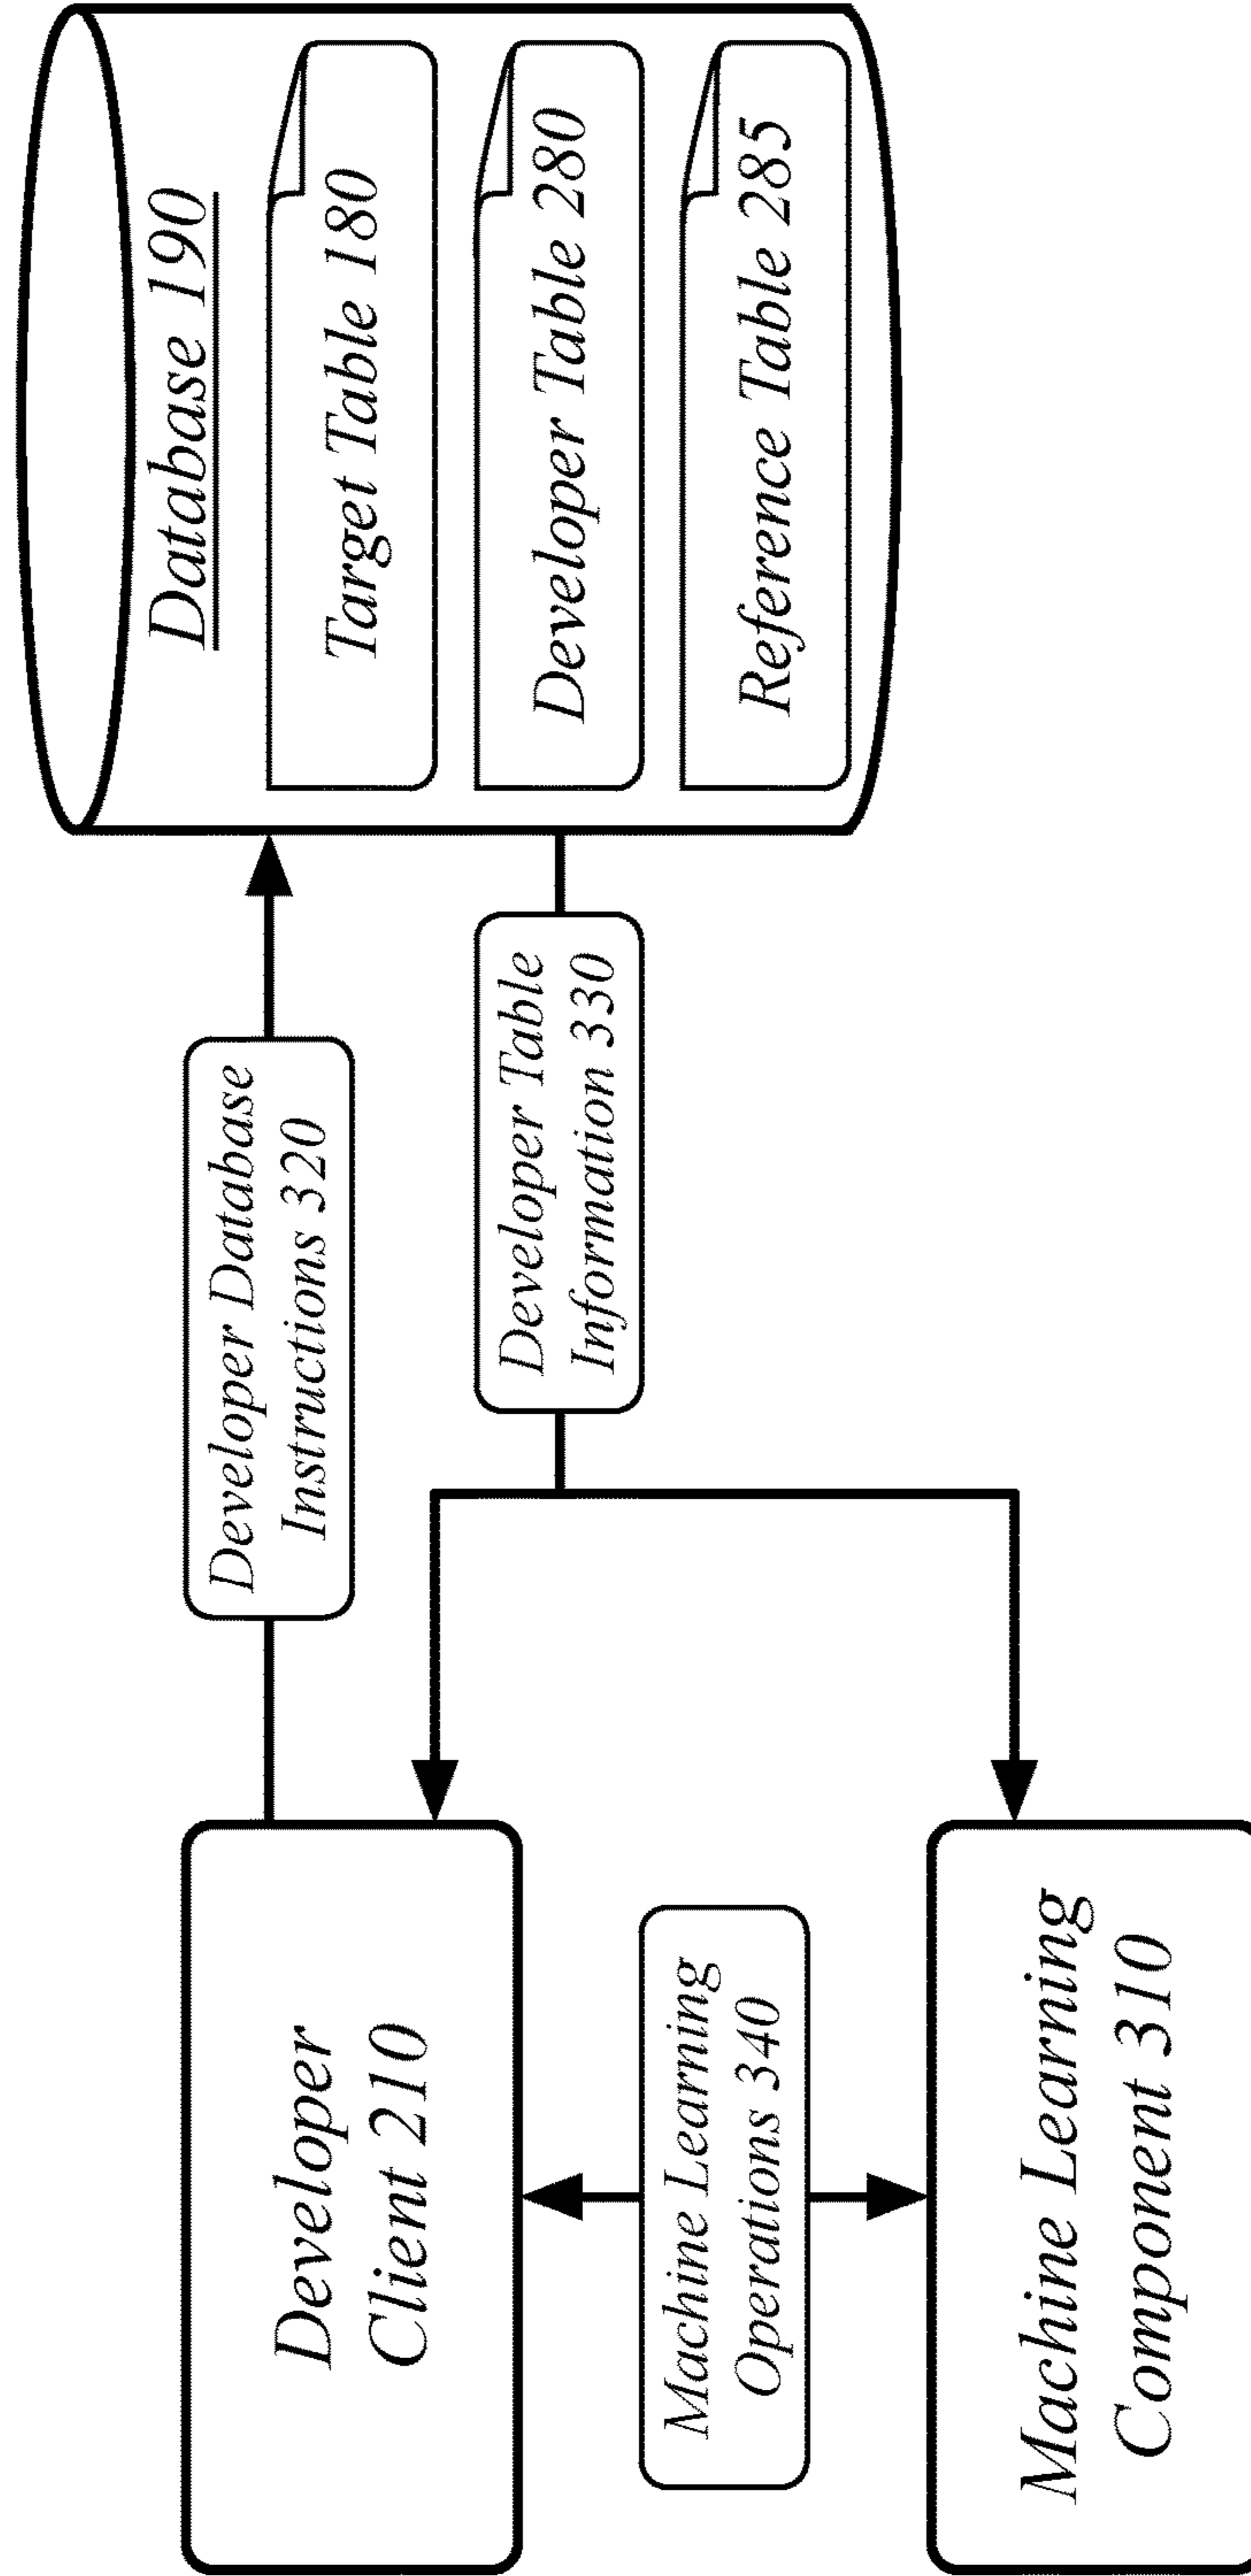 Developer
Client 210
Machine Learning
Operations 340
Machine Learning
Component 310
Developer Database
Instructions 320
Developer Table
Information 330
Database 190
Target Table 180
Developer Table 280
Reference Table 285